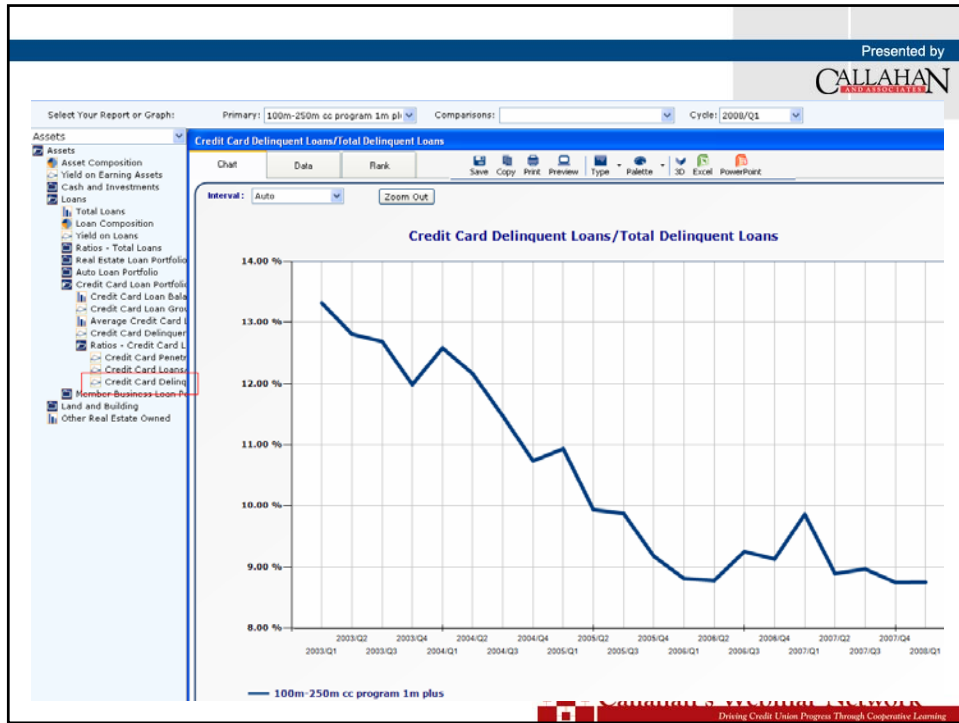 Presented by
CALLAHAN
AND ASSOCIATES
Select Your Report or Graph: Primary: 100m-250m cc program 1m pl Comparisons: Cycle: 2008/Q1
Assets
Assets
Asset Composition
Yield on Earning Assets
Cash and Investments
Loans
Total Loans
Loan Composition
Yield on Loans
Ratios - Total Loans
Real Estate Loan Portfolio
Auto Loan Portfolio
Credit Card Loan Portfolio
Credit Card Loan Bala
Credit Card Loan Grow
Average Credit Card L
Credit Card Delinquen
Ratios - Credit Card L
Credit Card Penetr
Credit Card Loans/
Credit Card Delinq
Member Business Loan Po
Land and Building
Other Real Estate Owned
Credit Card Delinquent Loans/Total Delinquent Loans
Chart Data Rank Save Copy Print Preview Type Palette 3D Excel PowerPoint
Interval: Auto Zoom Out
Credit Card Delinquent Loans/Total Delinquent Loans
14.00 %
13.00 %
12.00 %
11.00 %
10.00 %
9.00 %
8.00 %
2003/Q2 2003/Q4 2004/Q2 2004/Q4 2005/Q2 2005/Q4 2006/Q2 2006/Q4 2007/Q2 2007/Q4
2003/Q1 2003/Q3 2004/Q1 2004/Q3 2005/Q1 2005/Q3 2006/Q1 2006/Q3 2007/Q1 2007/Q3 2008/Q1
100m-250m cc program 1m plus
Callahan's Webinar Network
Driving Credit Union Progress Through Cooperative Learning